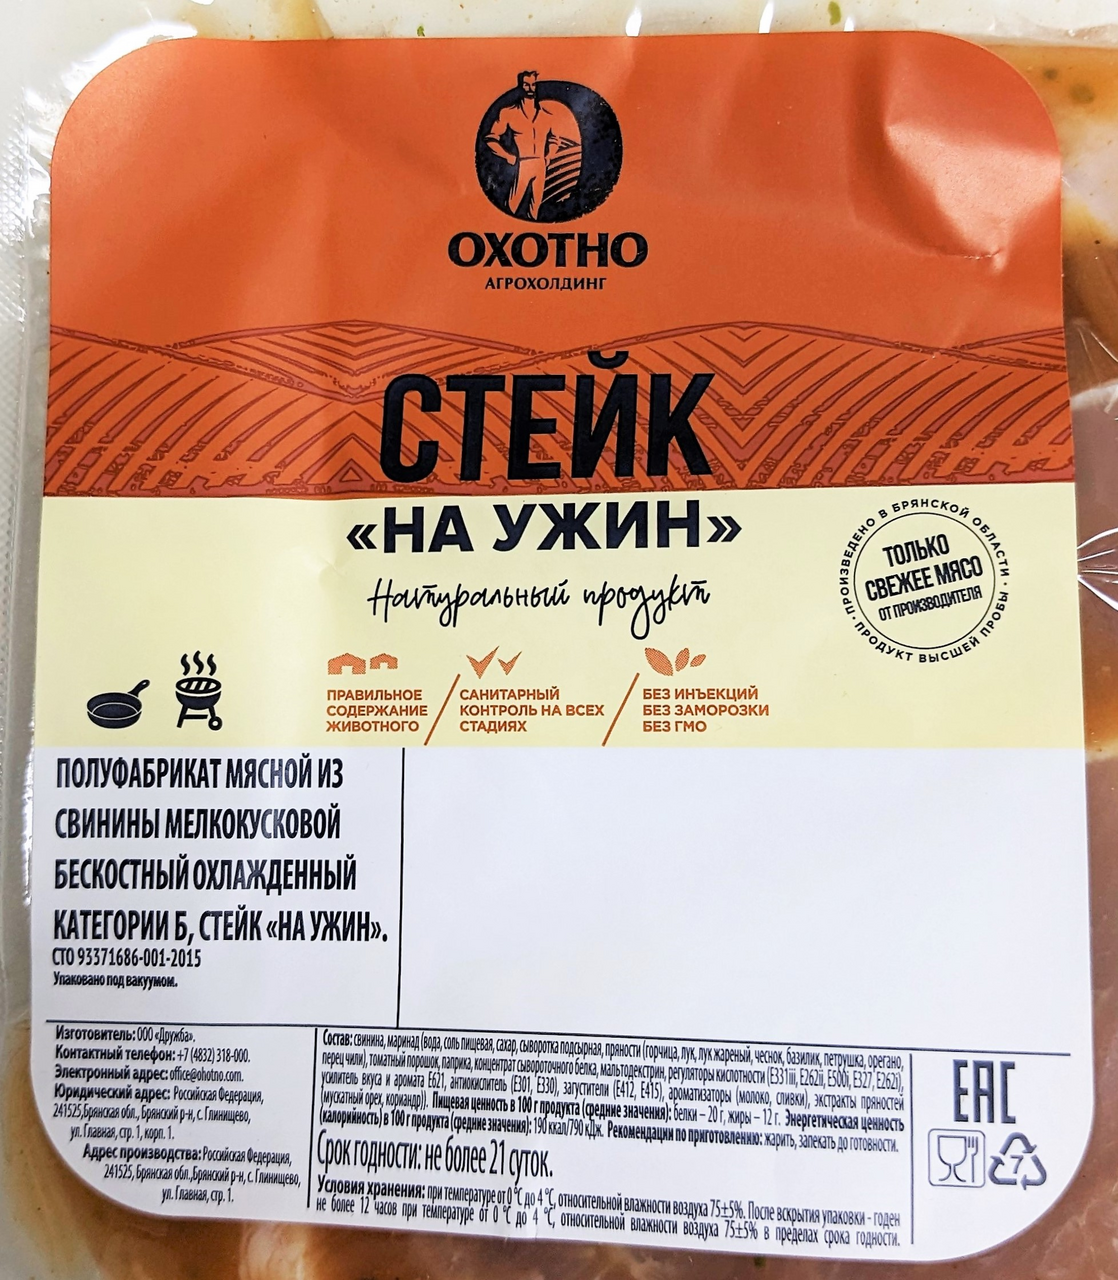 ОХОТНО
АГРОХОЛДИНГ
СТЕЙК
«НА УЖИН»
Натуральный продукт
ПРОИЗВЕДЕНО В БРЯНСКОЙ ОБЛАСТИ · ПРОДУКТ ВЫСШЕЙ ПРОБЫ ·
ТОЛЬКО
СВЕЖЕЕ МЯСО
ОТ ПРОИЗВОДИТЕЛЯ
ПРАВИЛЬНОЕ
СОДЕРЖАНИЕ
ЖИВОТНОГО
САНИТАРНЫЙ
КОНТРОЛЬ НА ВСЕХ
СТАДИЯХ
БЕЗ ИНЪЕКЦИЙ
БЕЗ ЗАМОРОЗКИ
БЕЗ ГМО
ПОЛУФАБРИКАТ МЯСНОЙ ИЗ
СВИНИНЫ МЕЛКОКУСКОВОЙ
БЕСКОСТНЫЙ ОХЛАЖДЕННЫЙ
КАТЕГОРИИ Б, СТЕЙК «НА УЖИН».
СТО 93371686-001-2015
Упаковано под вакуумом.
Изготовитель: ООО «Дружба».
Контактный телефон: +7 (4832) 318-000.
Электронный адрес: office@ohotno.com.
Юридический адрес: Российская Федерация,
241525,Брянская обл., Брянский р-н, с. Глинищево,
ул. Главная, стр. 1, корп. 1.
Адрес производства: Российская Федерация,
241525, Брянская обл.,Брянский р-н, с. Глинищево,
ул. Главная, стр. 1.
Состав: свинина, маринад (вода, соль пищевая, сахар, сыворотка подсырная, пряности (горчица, лук, лук жареный, чеснок, базилик, петрушка, орегано,
перец чили), томатный порошок, паприка, концентрат сывороточного белка, мальтодекстрин, регуляторы кислотности (E331iii, E262ii, E500i, E327, E262i),
усилитель вкуса и аромата Е621, антиокислитель (Е301, Е330), загустители (Е412, Е415), ароматизаторы (молоко, сливки), экстракты пряностей
(мускатный орех, кориандр)). Пищевая ценность в 100 г продукта (средние значения): белки – 20 г, жиры – 12 г. Энергетическая ценность
(калорийность) в 100 г продукта (средние значения): 190 ккал/790 кДж. Рекомендации по приготовлению: жарить, запекать до готовности.
Срок годности: не более 21 суток.
Условия хранения: при температуре от 0 °С до 4 °С, относительной влажности воздуха 75±5%. После вскрытия упаковки - годен
не более 12 часов при температуре от 0 °С до 4 °С, относительной влажности воздуха 75±5% в пределах срока годности.
ЕАС
7